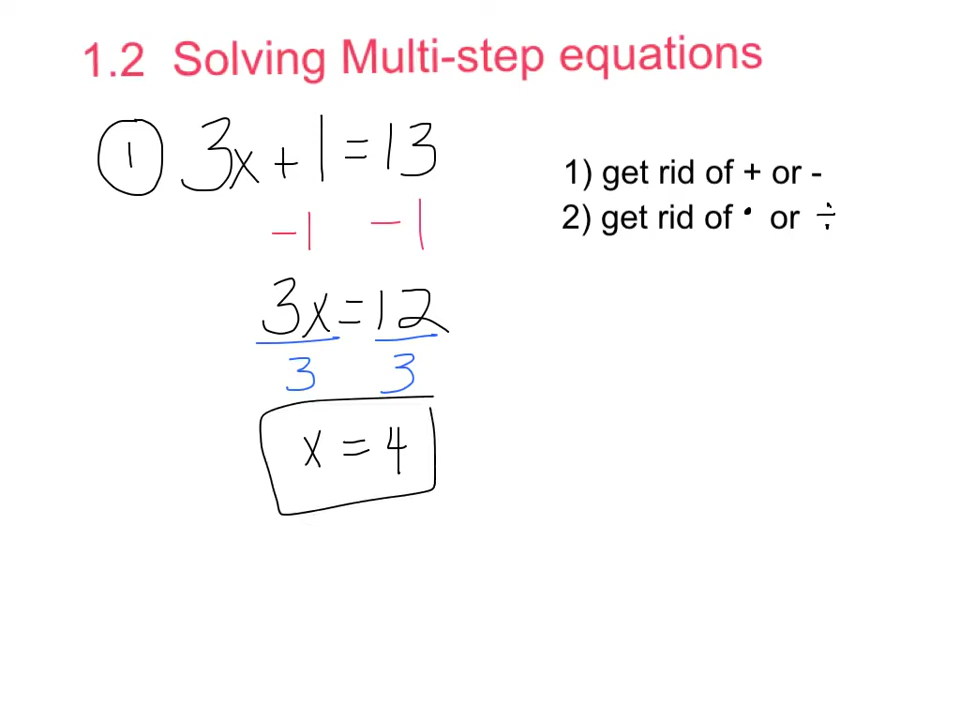 1.2 Solving Multi-step equations
① 3x + 1 = 13
-1 -1
3x = 12
3 3
x = 4
1) get rid of + or -
2) get rid of • or ÷